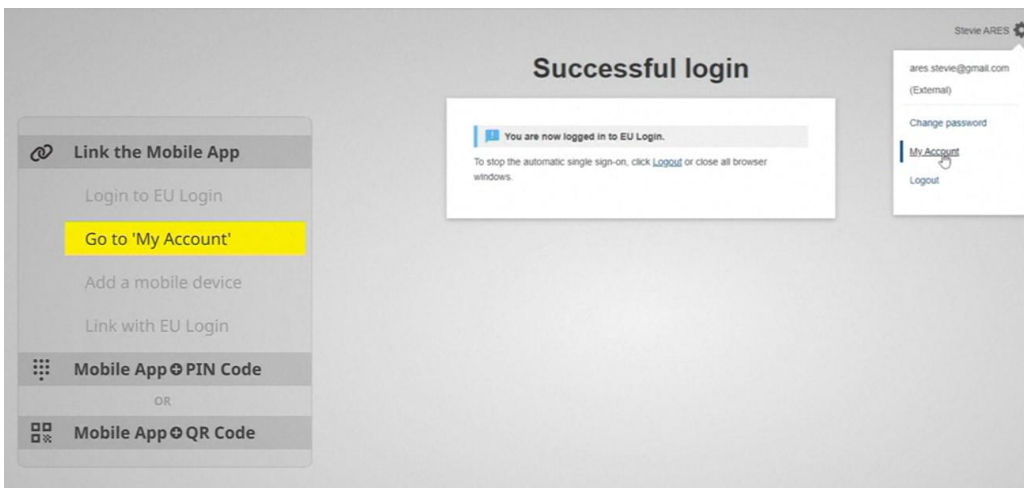 Stevie ARES
Successful login
ares.stevie@gmail.com
(External)
Change password
My Account
Logout
You are now logged in to EU Login.
To stop the automatic single sign-on, click Logout or close all browser
windows.
Link the Mobile App
Login to EU Login
Go to 'My Account'
Add a mobile device
Link with EU Login
Mobile App + PIN Code
OR
Mobile App + QR Code